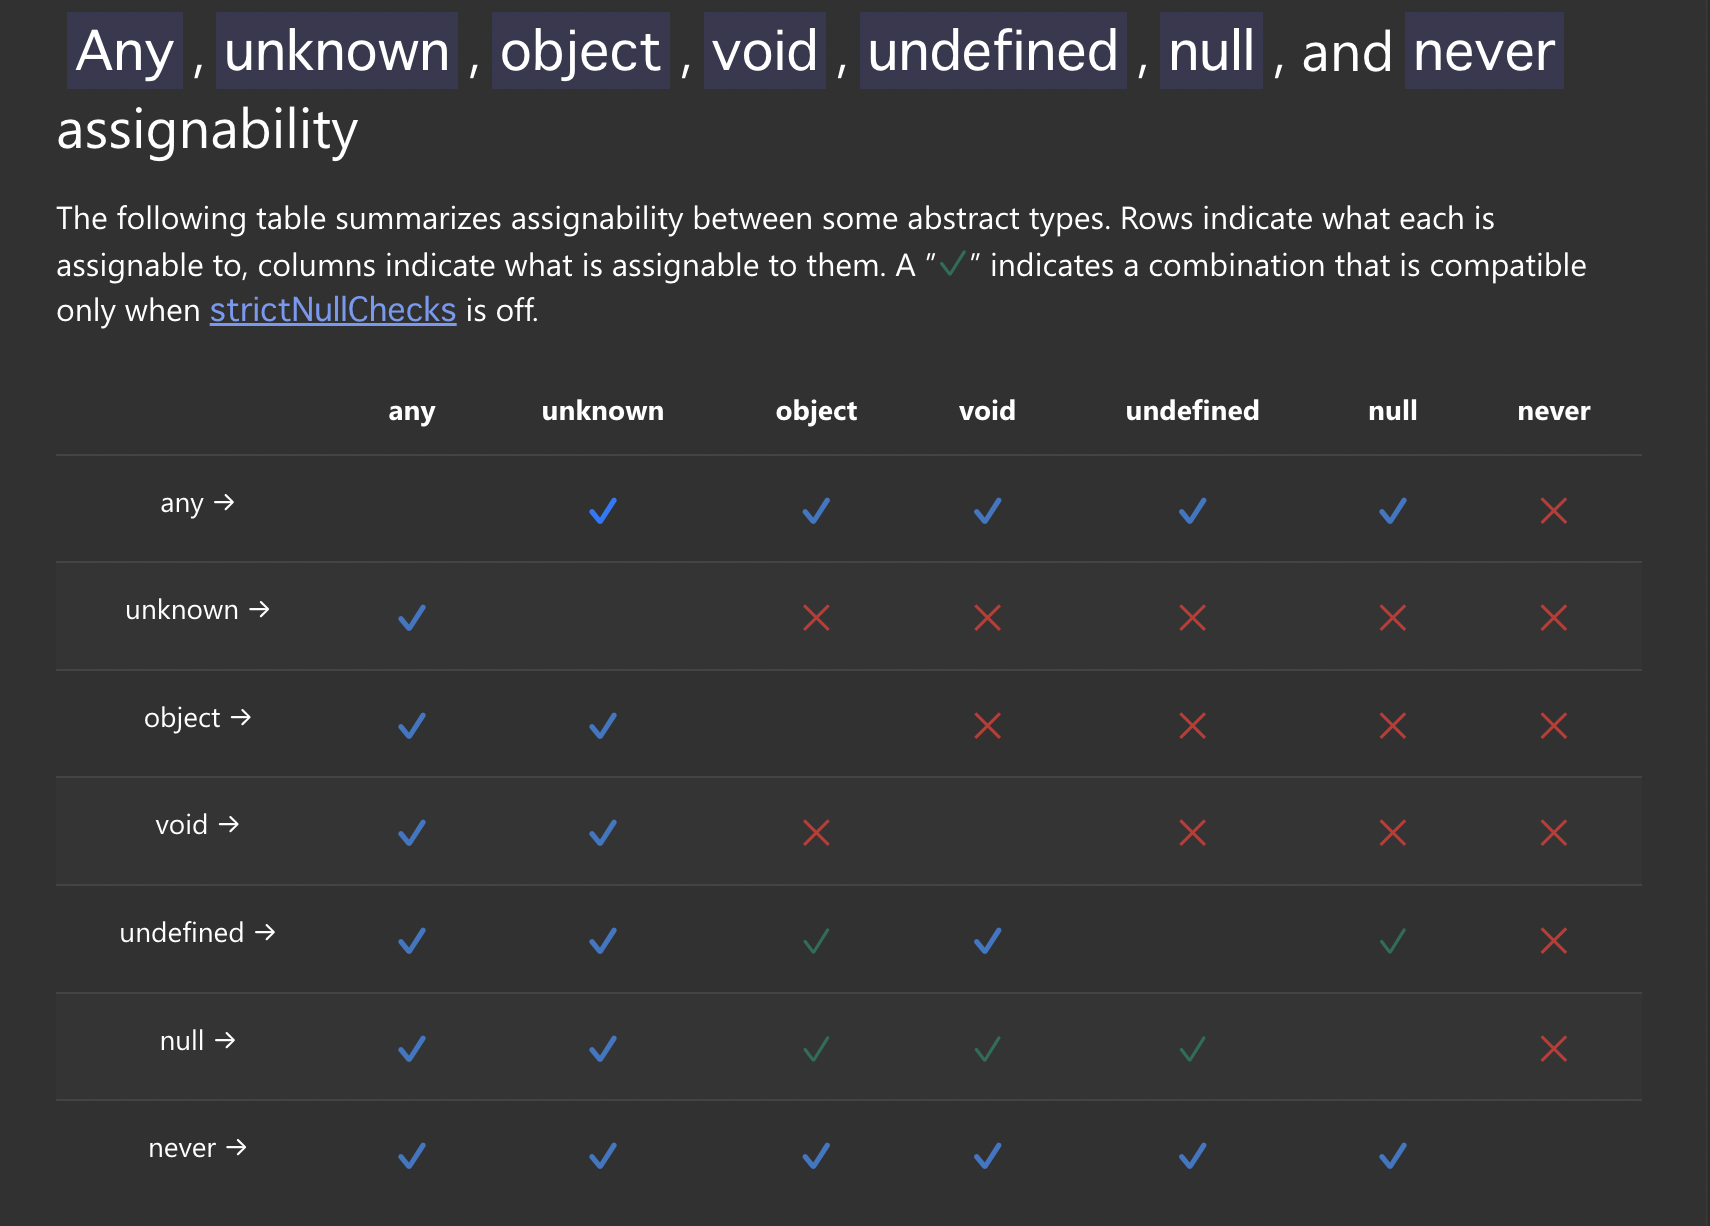 Any , unknown , object , void , undefined , null , and never
assignability
The following table summarizes assignability between some abstract types. Rows indicate what each is
assignable to, columns indicate what is assignable to them. A "✓" indicates a combination that is compatible
only when strictNullChecks is off.
any unknown object void undefined null never
any → ✓ ✓ ✓ ✓ ✓ ✕
unknown → ✓ ✕ ✕ ✕ ✕ ✕
object → ✓ ✓ ✕ ✕ ✕ ✕
void → ✓ ✓ ✕ ✕ ✕ ✕
undefined → ✓ ✓ ✓ ✓ ✓ ✕
null → ✓ ✓ ✓ ✓ ✓ ✕
never → ✓ ✓ ✓ ✓ ✓ ✓